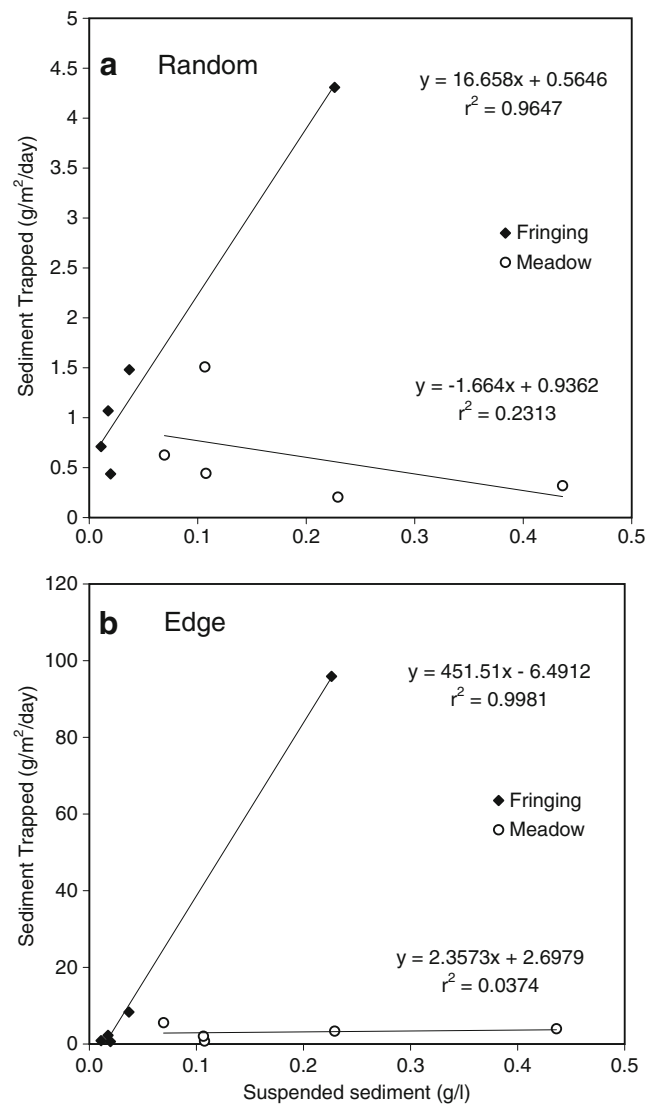 a Random
5
4.5
4
3.5
3
2.5
2
1.5
1
0.5
0
Sediment Trapped (g/m²/day)
y = 16.658x + 0.5646
r² = 0.9647
Fringing
Meadow
y = -1.664x + 0.9362
r² = 0.2313
0.0 0.1 0.2 0.3 0.4 0.5
b Edge
120
100
80
60
40
20
0
Sediment Trapped (g/m²/day)
y = 451.51x - 6.4912
r² = 0.9981
Fringing
Meadow
y = 2.3573x + 2.6979
r² = 0.0374
0.0 0.1 0.2 0.3 0.4 0.5
Suspended sediment (g/l)